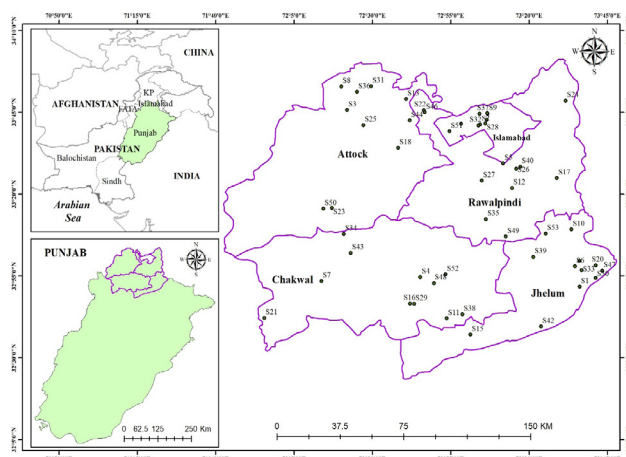 70°50'0"E 71°15'0"E 71°40'0"E 72°5'0"E 72°30'0"E 72°55'0"E 73°20'0"E 73°45'0"E
CHINA
KP
AFGHANISTAN
FATA
Islamabad
Punjab
PAKISTAN
Balochistan
INDIA
Sindh
Arabian
Sea
N
W E
S
S8
S36
S31
S3
S25
S13
S22
S44
S18
S9
S28
S24
Islamabad
Attock
S5
S40
S26
S27
S12
S17
Rawalpindi
S50
S23
S35
S34
S49
S53
S10
S43
S39
Chakwal
S7
S4
S52
S48
S6
S20
S33
S47
S1
Jhelum
S16
S29
S21
S11
S38
S15
S42
PUNJAB
N
W E
S
0 62.5 125 250 Km
0 37.5 75 150 KM